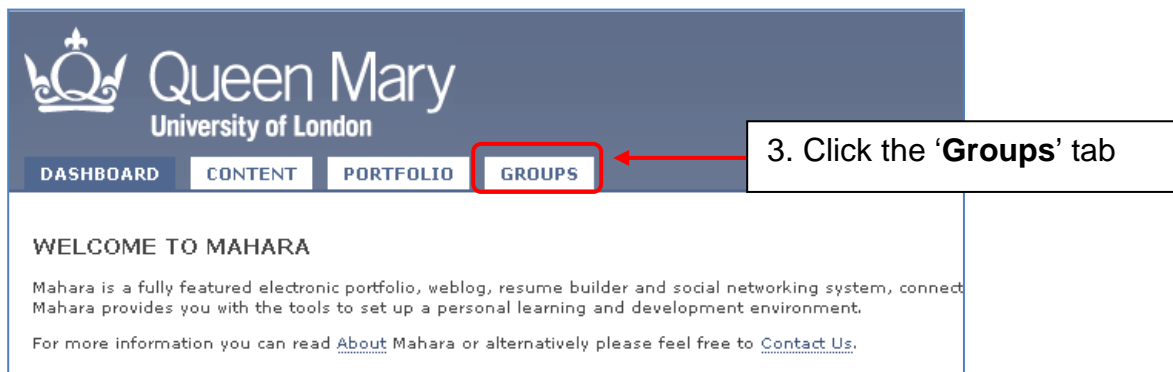 Queen Mary
University of London
3. Click the ‘Groups’ tab
DASHBOARD CONTENT PORTFOLIO GROUPS
WELCOME TO MAHARA
Mahara is a fully featured electronic portfolio, weblog, resume builder and social networking system, connect
Mahara provides you with the tools to set up a personal learning and development environment.
For more information you can read About Mahara or alternatively please feel free to Contact Us.